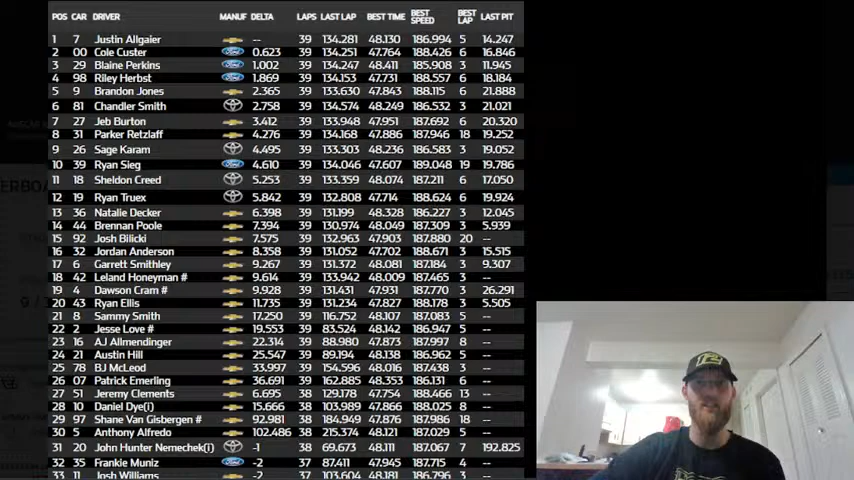 POS CAR DRIVER MANUF DELTA LAPS LAST LAP BEST TIME BEST SPEED BEST LAP LAST PIT
1 7 Justin Allgaier -- 39 134.281 48.130 186.994 5 14.247
2 00 Cole Custer Ford 0.623 39 134.251 47.764 188.426 6 16.846
3 29 Blaine Perkins Ford 1.002 39 134.247 48.411 185.908 3 11.945
4 98 Riley Herbst Ford 1.869 39 134.153 47.731 188.557 6 18.184
5 9 Brandon Jones 2.365 39 133.630 47.843 188.115 6 21.888
6 81 Chandler Smith 2.758 39 134.574 48.249 186.532 3 21.021
7 27 Jeb Burton 3.412 39 133.948 47.951 187.692 6 20.320
8 31 Parker Retzlaff 4.276 39 134.168 47.886 187.946 18 19.252
9 26 Sage Karam 4.495 39 133.303 48.236 186.583 3 19.052
10 39 Ryan Sieg Ford 4.610 39 134.046 47.607 189.048 19 19.786
11 18 Sheldon Creed 5.253 39 133.359 48.074 187.211 6 17.050
12 19 Ryan Truex 5.842 39 132.808 47.714 188.624 6 19.924
13 36 Natalie Decker 6.398 39 131.199 48.328 186.227 3 12.045
14 44 Brennan Poole 7.394 39 130.974 48.049 187.309 3 5.939
15 92 Josh Bilicki 7.575 39 132.963 47.903 187.880 20 --
16 32 Jordan Anderson 8.358 39 131.052 47.702 188.671 3 15.515
17 6 Garrett Smithley 9.267 39 131.372 48.081 187.184 3 9.307
18 42 Leland Honeyman # 9.614 39 133.942 48.009 187.465 3 --
19 4 Dawson Cram # 9.928 39 131.431 47.931 187.770 3 26.291
20 43 Ryan Ellis 11.735 39 131.234 47.827 188.178 3 5.505
21 8 Sammy Smith 17.250 39 116.752 48.107 187.083 5 --
22 2 Jesse Love # 19.553 39 83.524 48.142 186.947 5 --
23 16 AJ Allmendinger 22.314 39 88.980 47.873 187.997 8 --
24 21 Austin Hill 25.547 39 89.194 48.138 186.962 5 --
25 78 BJ McLeod 33.997 39 154.596 48.016 187.438 3 --
26 07 Patrick Emerling 36.691 39 162.885 48.353 186.131 6 --
27 51 Jeremy Clements 6.695 38 129.178 47.754 188.466 13 --
28 10 Daniel Dye(i) 15.666 38 103.989 47.866 188.025 8 --
29 97 Shane Van Gisbergen # 92.981 38 184.949 47.876 187.986 18 --
30 5 Anthony Alfredo 102.486 38 215.374 48.121 187.029 5 --
31 20 John Hunter Nemechek(i) -1 38 69.673 48.111 187.067 7 192.825
32 35 Frankie Muniz Ford -2 37 87.411 47.945 187.715 4 --
33 11 Josh Williams -2 37 103.604 48.181 186.796 3 --